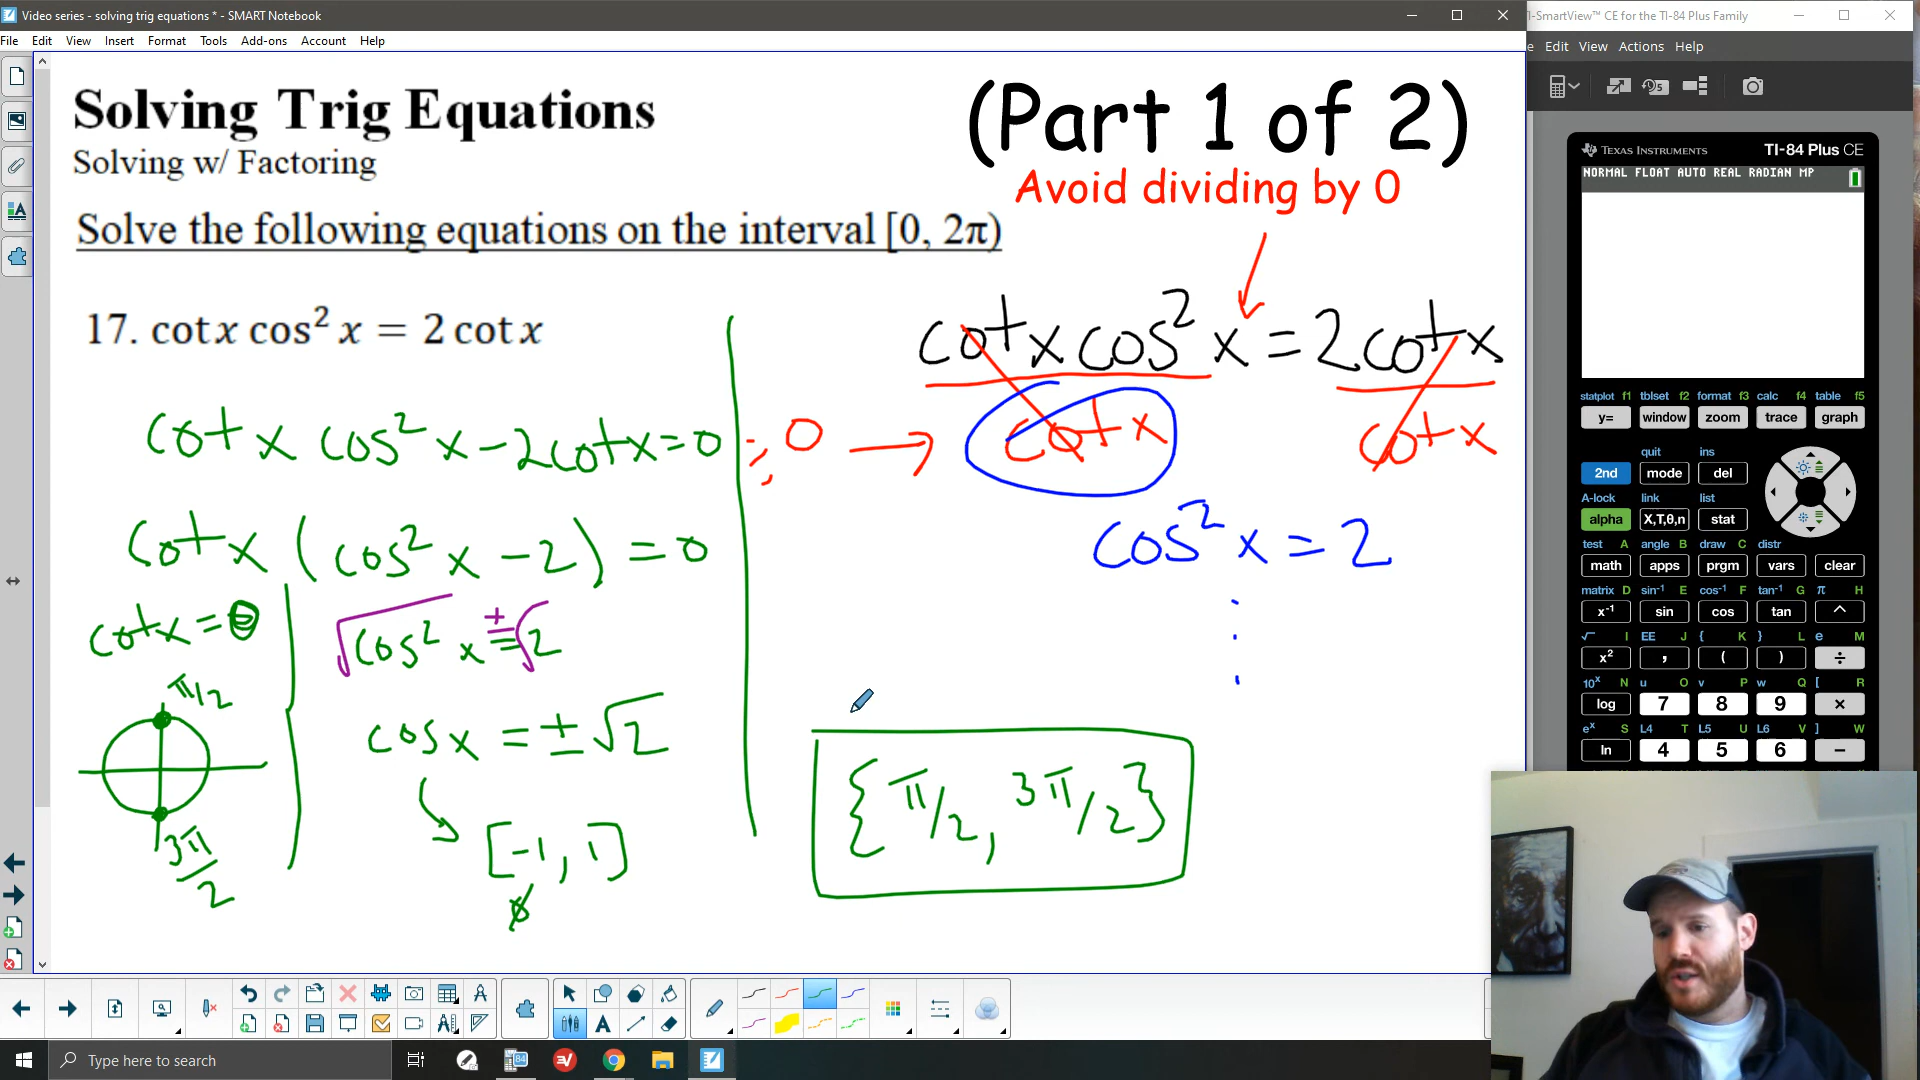 Video series - solving trig equations * - SMART Notebook
File Edit View Insert Format Tools Add-ons Account Help
TI-SmartView™ CE for the TI-84 Plus Family
Edit View Actions Help
Solving Trig Equations
Solving w/ Factoring
Solve the following equations on the interval [0, 2π)
(Part 1 of 2)
Avoid dividing by 0
17. cot x cos² x = 2 cot x
cot x cos² x - 2cot x = 0
cot x (cos² x - 2) = 0
cot x = 0
π/2
3π/2
√cos² x = ±√2
cos x = ± √2
[-1, 1]
ø
cot x cos² x = 2 cot x
÷ 0 → cot x cot x
cos² x = 2
{π/2, 3π/2}
TEXAS INSTRUMENTS TI-84 Plus CE
NORMAL FLOAT AUTO REAL RADIAN MP
statplot f1 tblset f2 format f3 calc f4 table f5
y= window zoom trace graph
quit ins
2nd mode del
A-lock link list
alpha X,T,θ,n stat
test A angle B draw C distr
math apps prgm vars clear
matrix D sin⁻¹ E cos⁻¹ F tan⁻¹ G π H
x⁻¹ sin cos tan ^
√ I EE J { K } L e M
x² , ( ) ÷
10ˣ N u O v P w Q [ R
log 7 8 9 ×
eˣ S L4 T L5 U L6 V ] W
ln 4 5 6 −
Type here to search